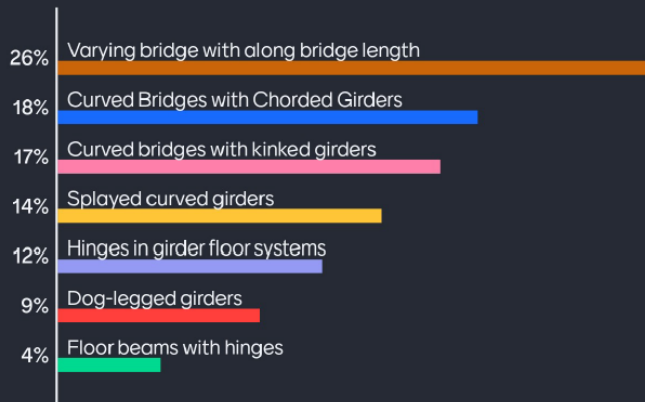 26% Varying bridge with along bridge length
18% Curved Bridges with Chorded Girders
17% Curved bridges with kinked girders
14% Splayed curved girders
12% Hinges in girder floor systems
9% Dog-legged girders
4% Floor beams with hinges